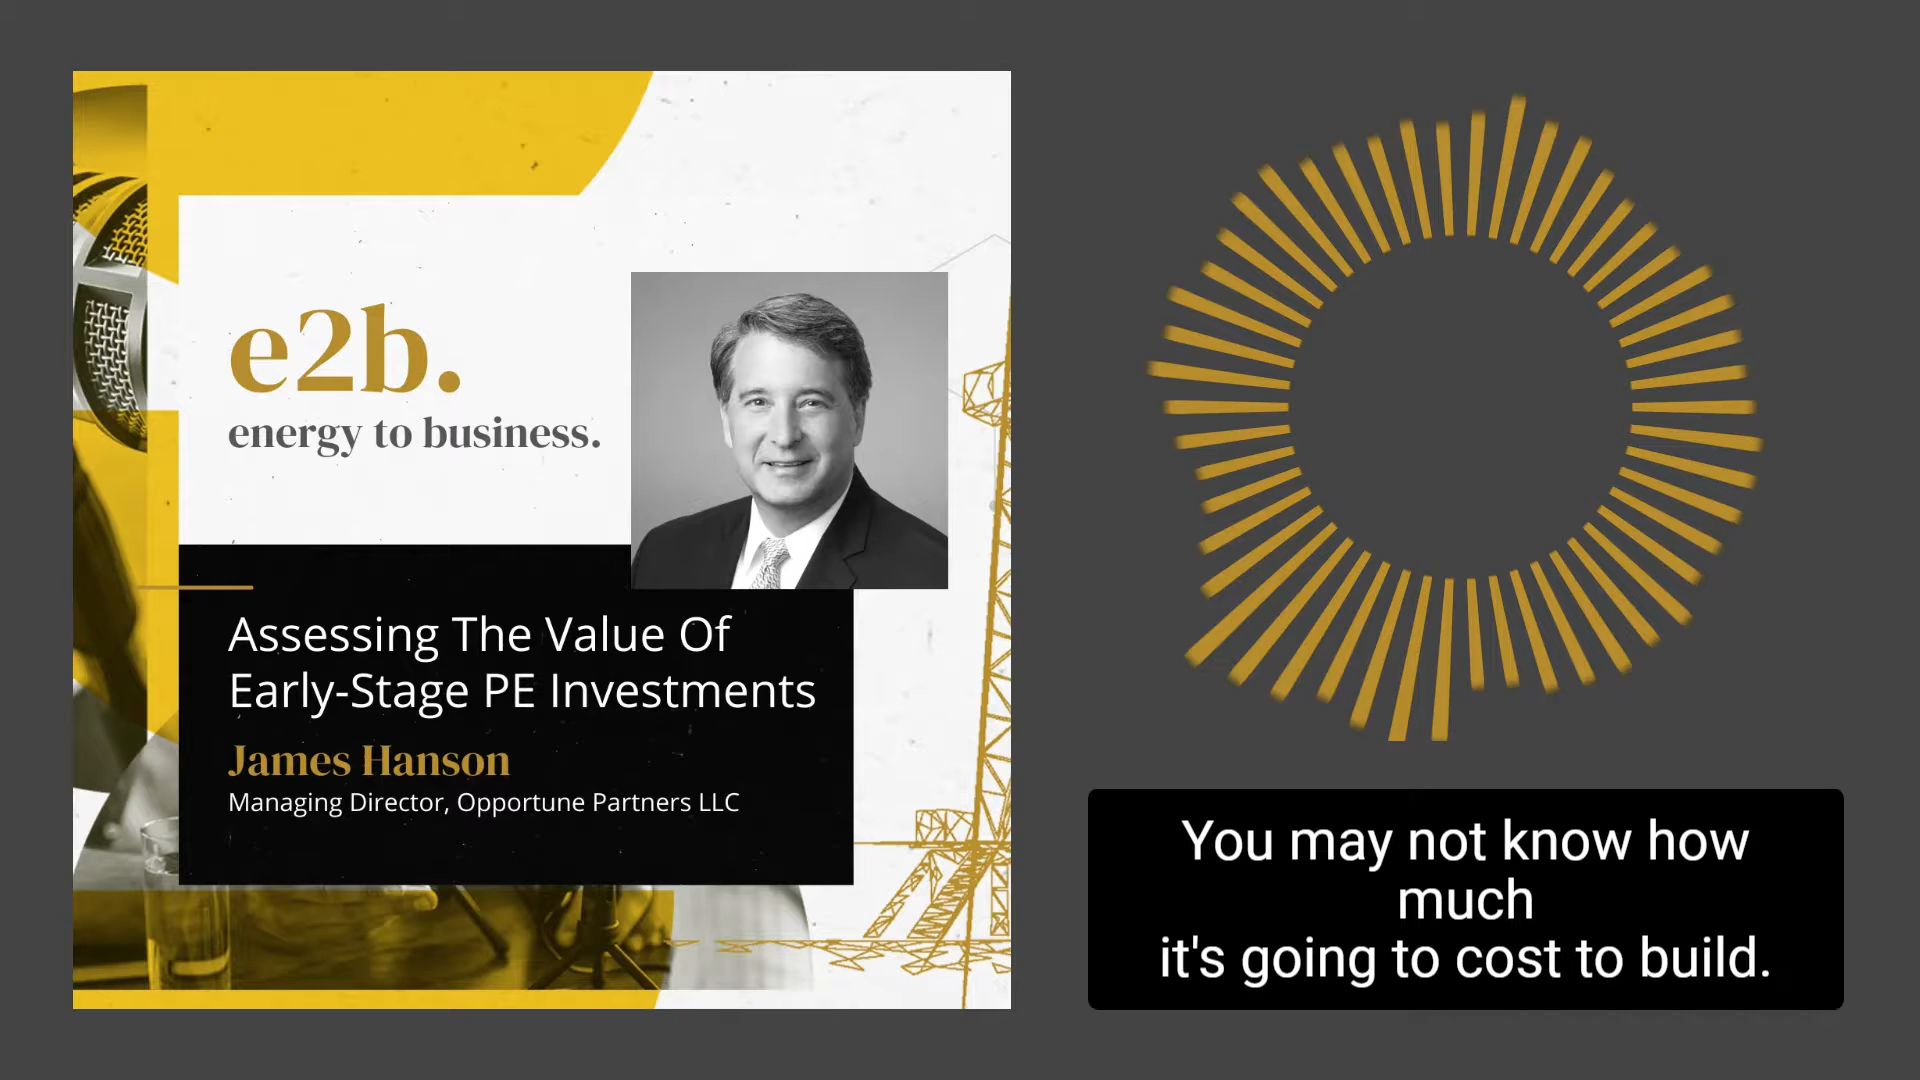 e2b.
energy to business.
Assessing The Value Of
Early-Stage PE Investments
James Hanson
Managing Director, Opportune Partners LLC
You may not know how
much
it's going to cost to build.